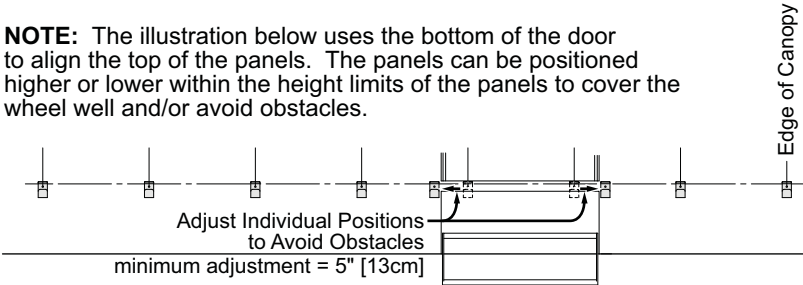 NOTE: The illustration below uses the bottom of the door
to align the top of the panels. The panels can be positioned
higher or lower within the height limits of the panels to cover the
wheel well and/or avoid obstacles.
Edge of Canopy
Adjust Individual Positions
to Avoid Obstacles
minimum adjustment = 5" [13cm]